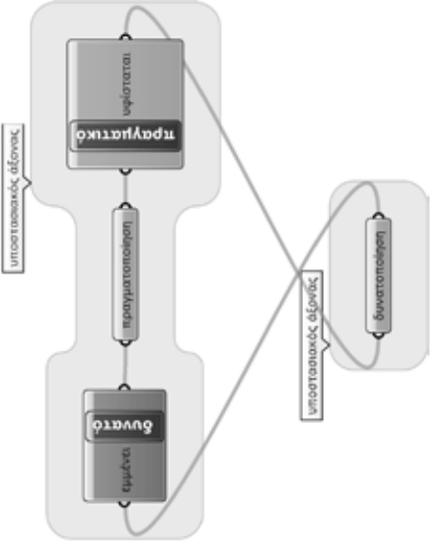 υποστασιακός άξονας
εμμένει
δυνατό
πραγματοποίηση
υφίσταται
πραγματικό
υποστασιακός άξονας
δυνατοποίηση